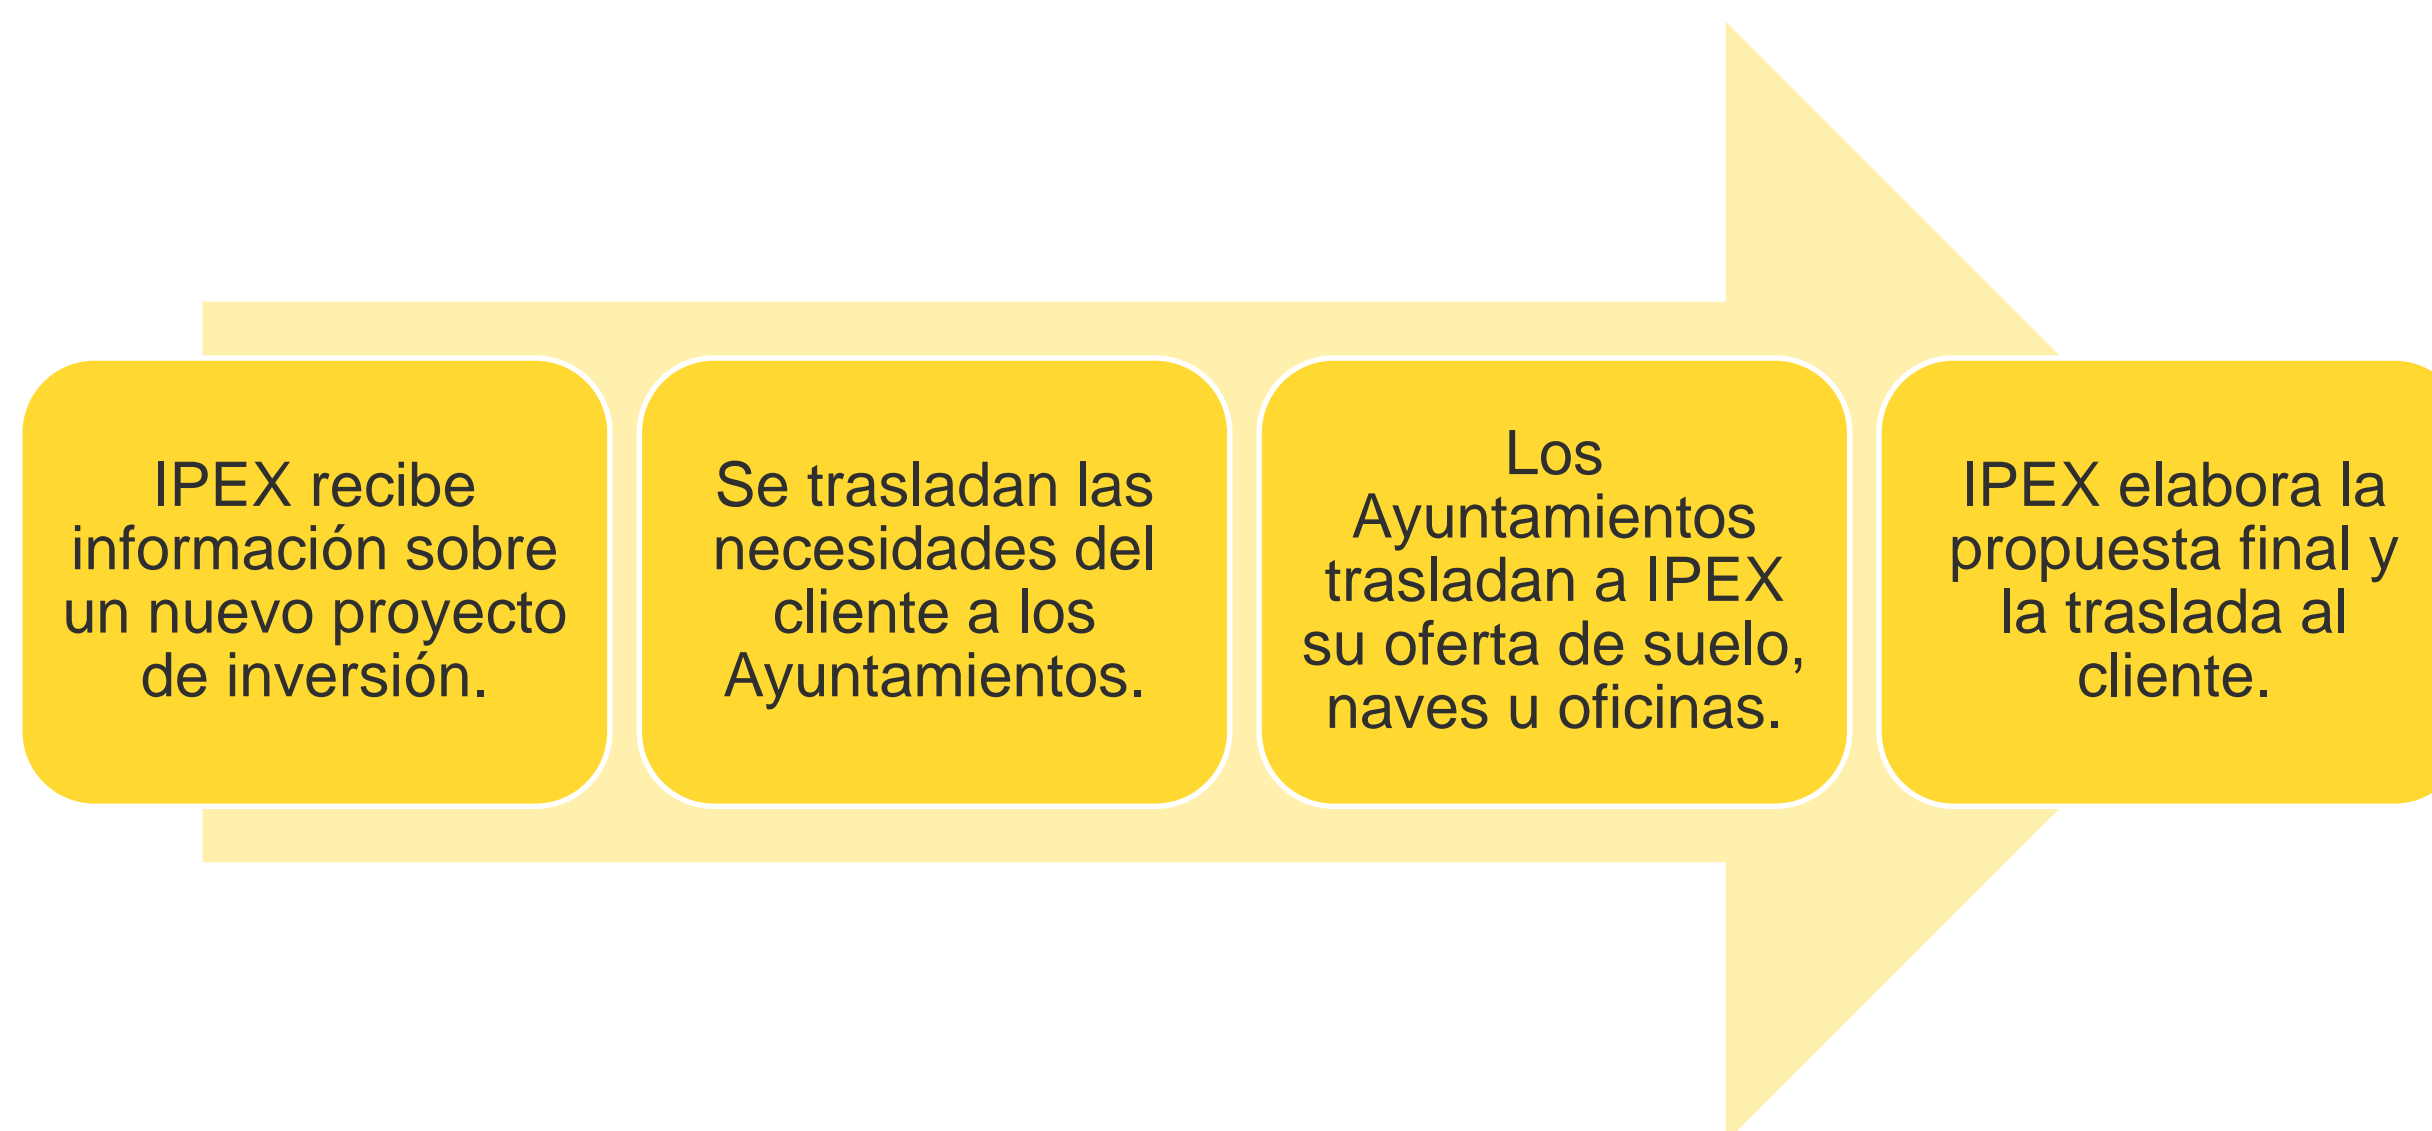 IPEX recibe
información sobre
un nuevo proyecto
de inversión.
Se trasladan las
necesidades del
cliente a los
Ayuntamientos.
Los
Ayuntamientos
trasladan a IPEX
su oferta de suelo,
naves u oficinas.
IPEX elabora la
propuesta final y
la traslada al
cliente.